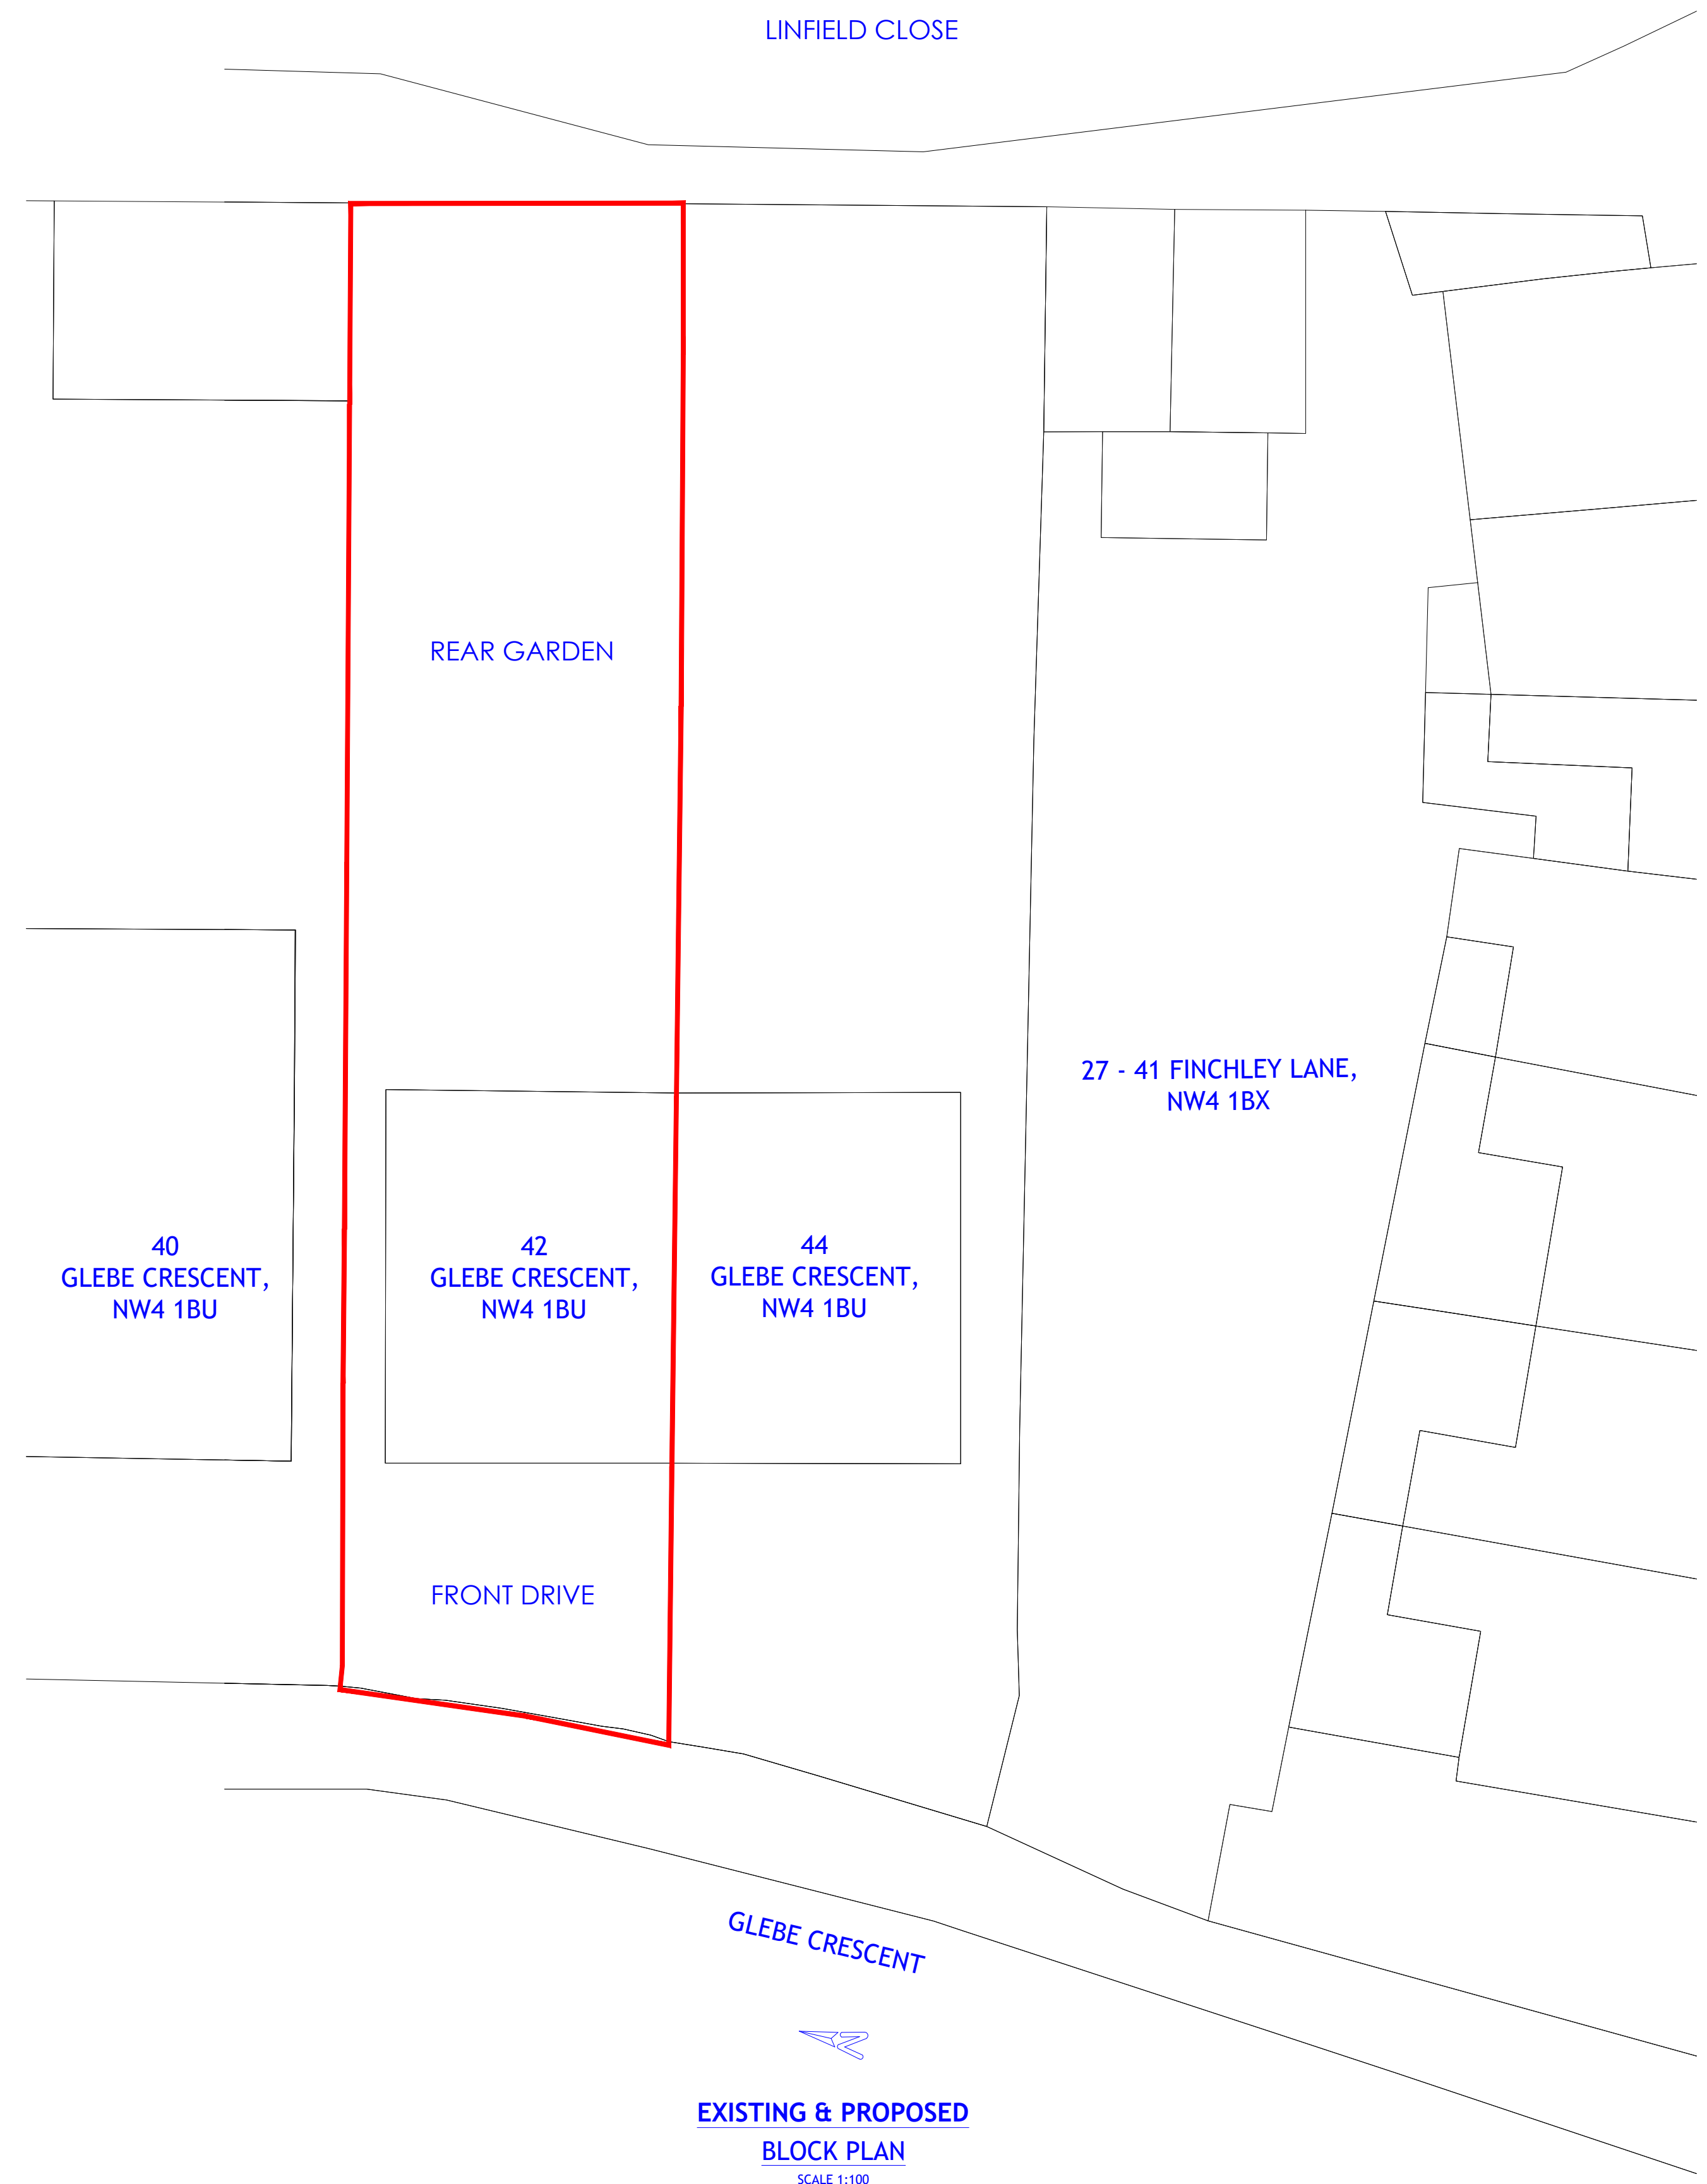 LINFIELD CLOSE
REAR GARDEN
27 - 41 FINCHLEY LANE,
NW4 1BX
40
GLEBE CRESCENT,
NW4 1BU
42
GLEBE CRESCENT,
NW4 1BU
44
GLEBE CRESCENT,
NW4 1BU
FRONT DRIVE
GLEBE CRESCENT
N
EXISTING & PROPOSED
BLOCK PLAN
SCALE 1:100